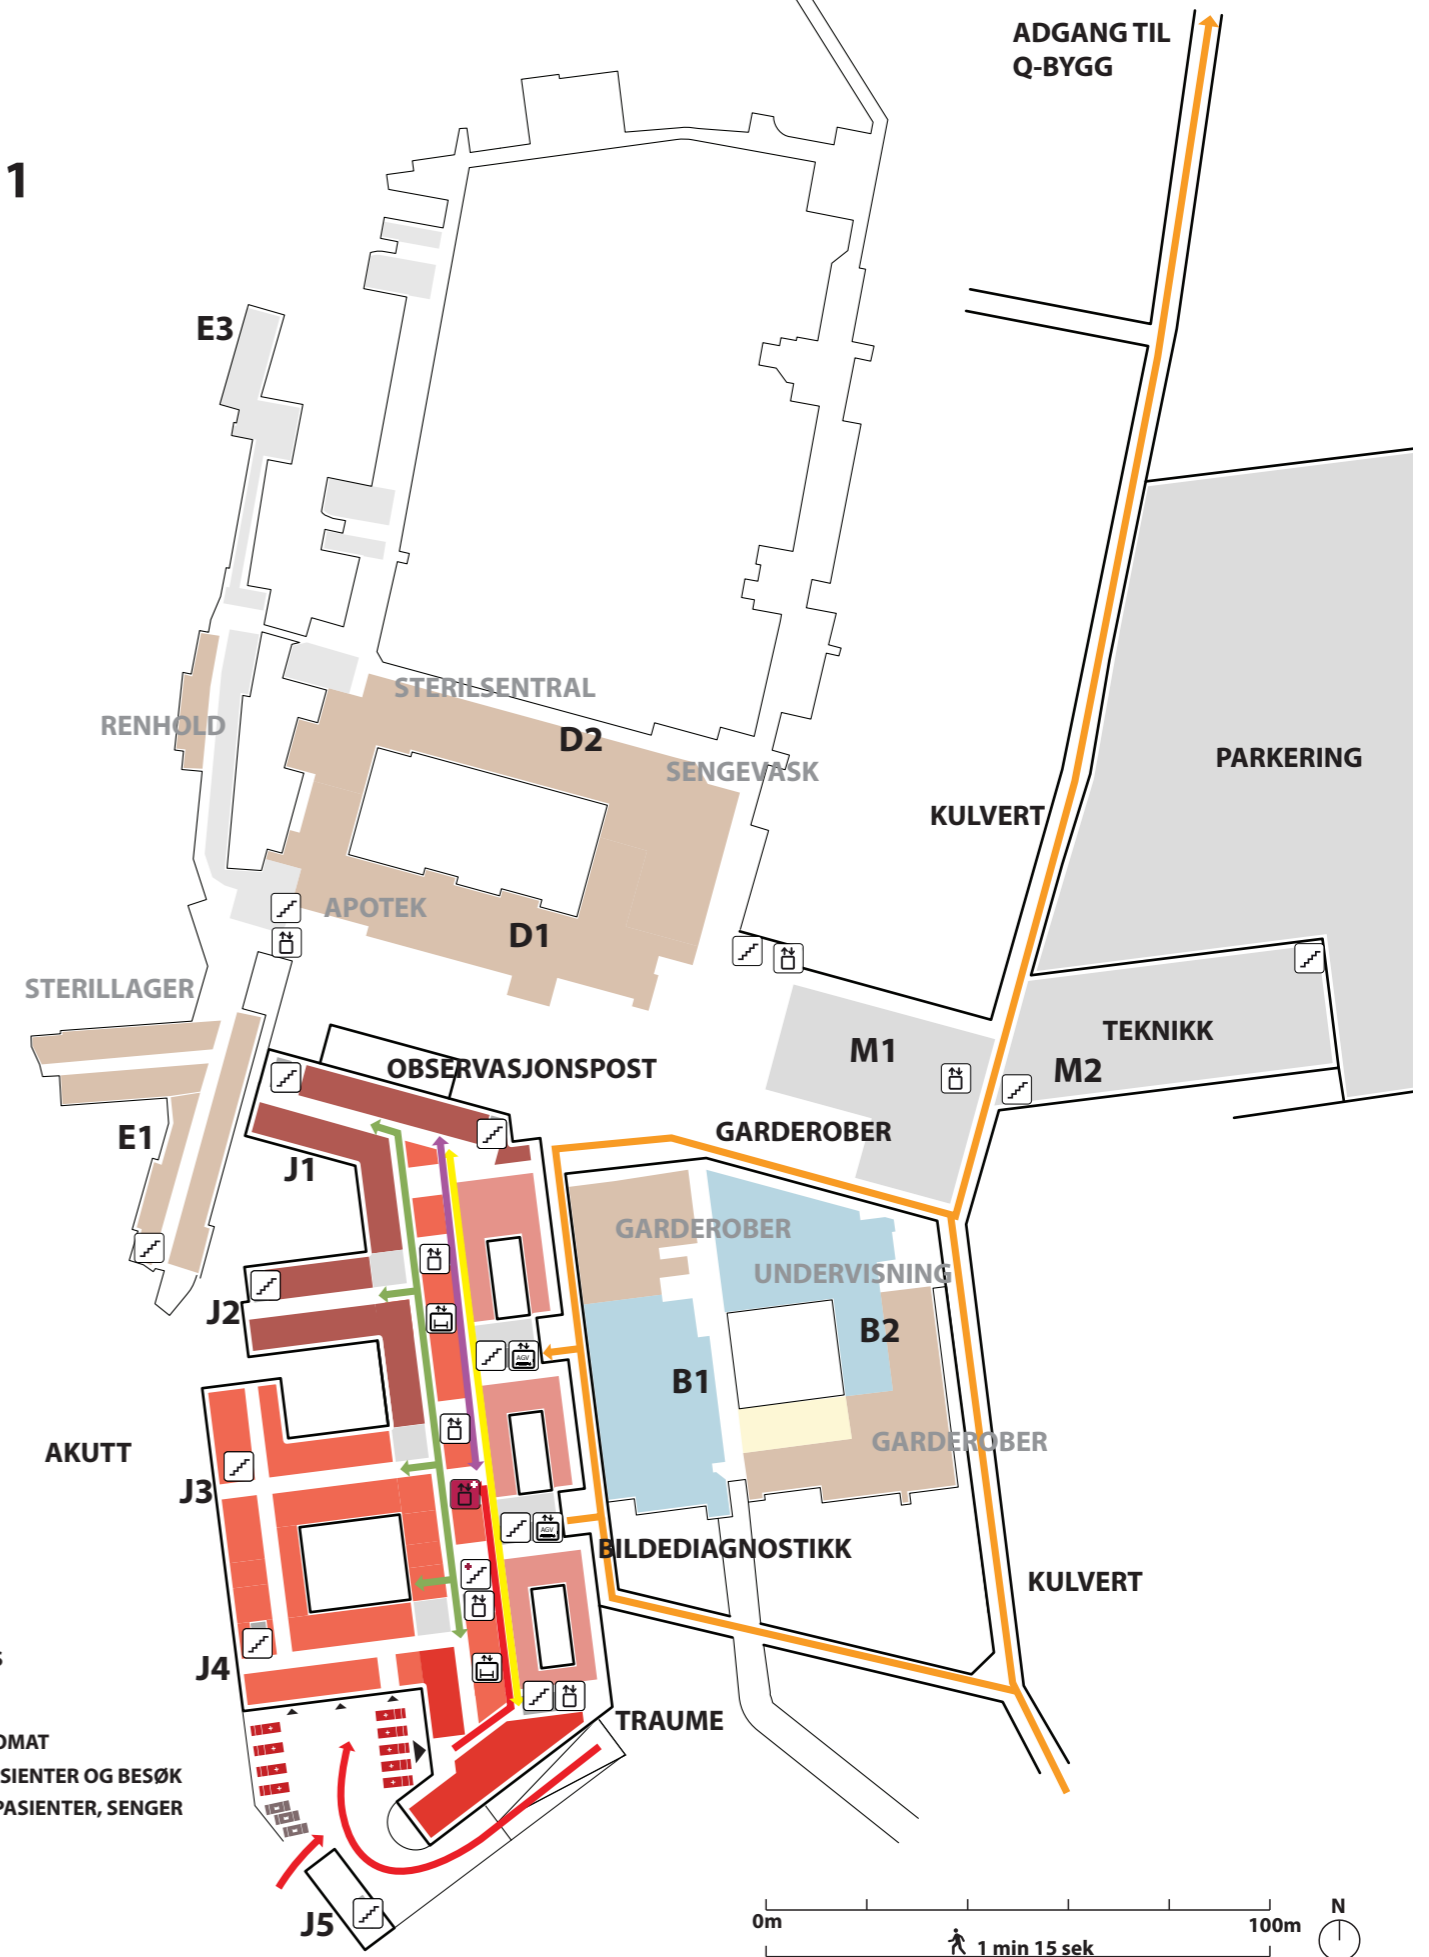 ADGANG TIL
Q-BYGG
1
E3
STERILSENTRAL
RENHOLD
D2
SENGEVASK
PARKERING
KULVERT
APOTEK
D1
STERILLAGER
TEKNIKK
M1
M2
OBSERVASJONSPOST
GARDEROBER
E1
J1
GARDEROBER
UNDERVISNING
J2
B2
AGV
B1
GARDEROBER
AKUTT
J3
AGV
BILDEDIAGNOSTIKK
KULVERT
S
J4
TRAUME
OMAT
SIENTER OG BESØK
PASIENTER, SENGER
J5
N
0m
100m
1 min 15 sek